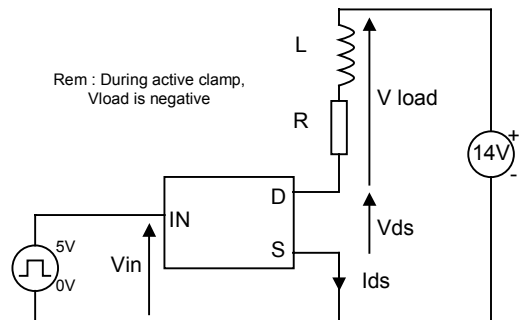 L
Rem : During active clamp,
Vload is negative
V load
R
14V
+
-
D
IN
Vds
S
5V
0V
Vin
Ids